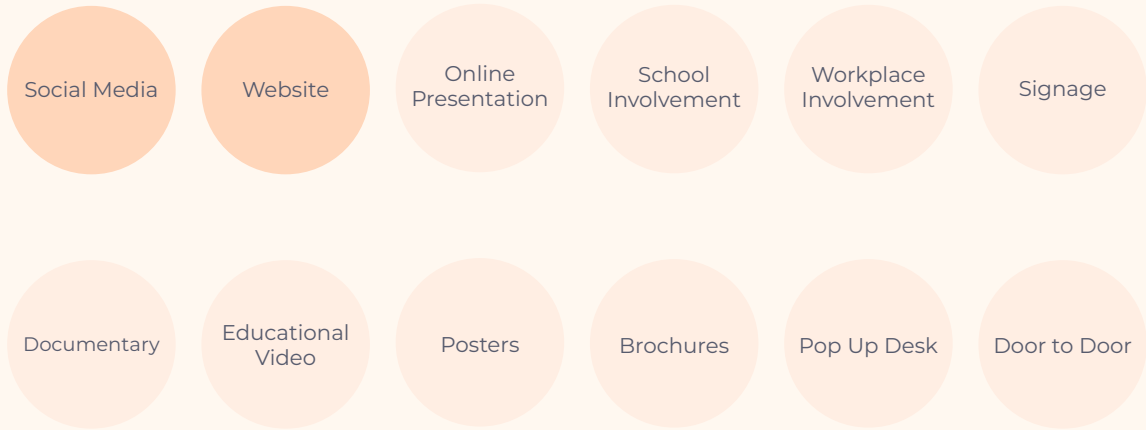 Social Media
Website
Online
Presentation
School
Involvement
Workplace
Involvement
Signage
Documentary
Educational
Video
Posters
Brochures
Pop Up Desk
Door to Door